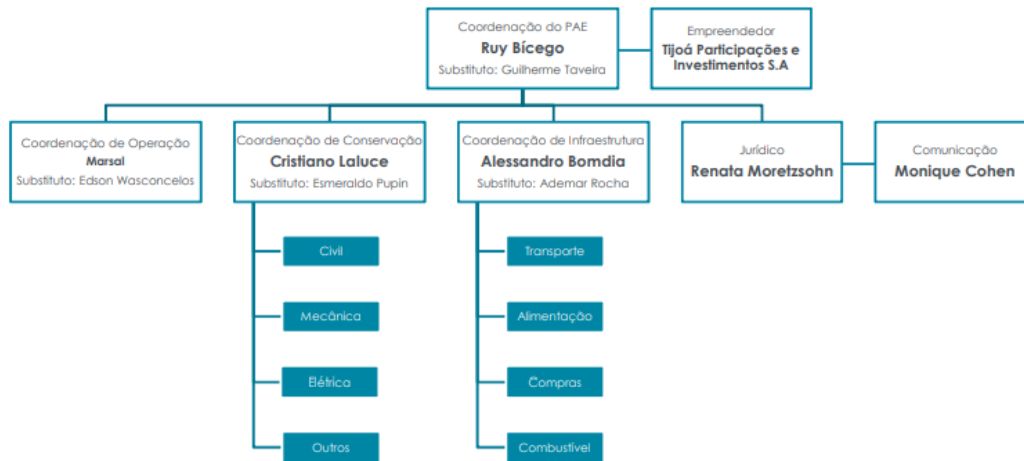 Coordenação do PAE
Ruy Bícego
Substituto: Guilherme Taveira
Empreendedor
Tijoá Participações e
Investimentos S.A
Coordenação de Operação
Marsal
Substituto: Edson Wasconcelos
Coordenação de Conservação
Cristiano Laluce
Substituto: Esmeraldo Pupin
Coordenação de Infraestrutura
Alessandro Bomdia
Substituto: Ademar Rocha
Jurídico
Renata Moretzsohn
Comunicação
Monique Cohen
Civil
Mecânica
Elétrica
Outros
Transporte
Alimentação
Compras
Combustível